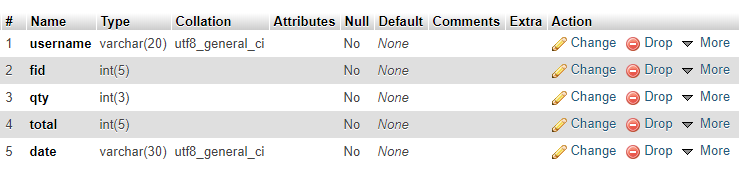 # Name Type Collation Attributes Null Default Comments Extra Action
1 username varchar(20) utf8_general_ci No None Change Drop More
2 fid int(5) No None Change Drop More
3 qty int(3) No None Change Drop More
4 total int(5) No None Change Drop More
5 date varchar(30) utf8_general_ci No None Change Drop More